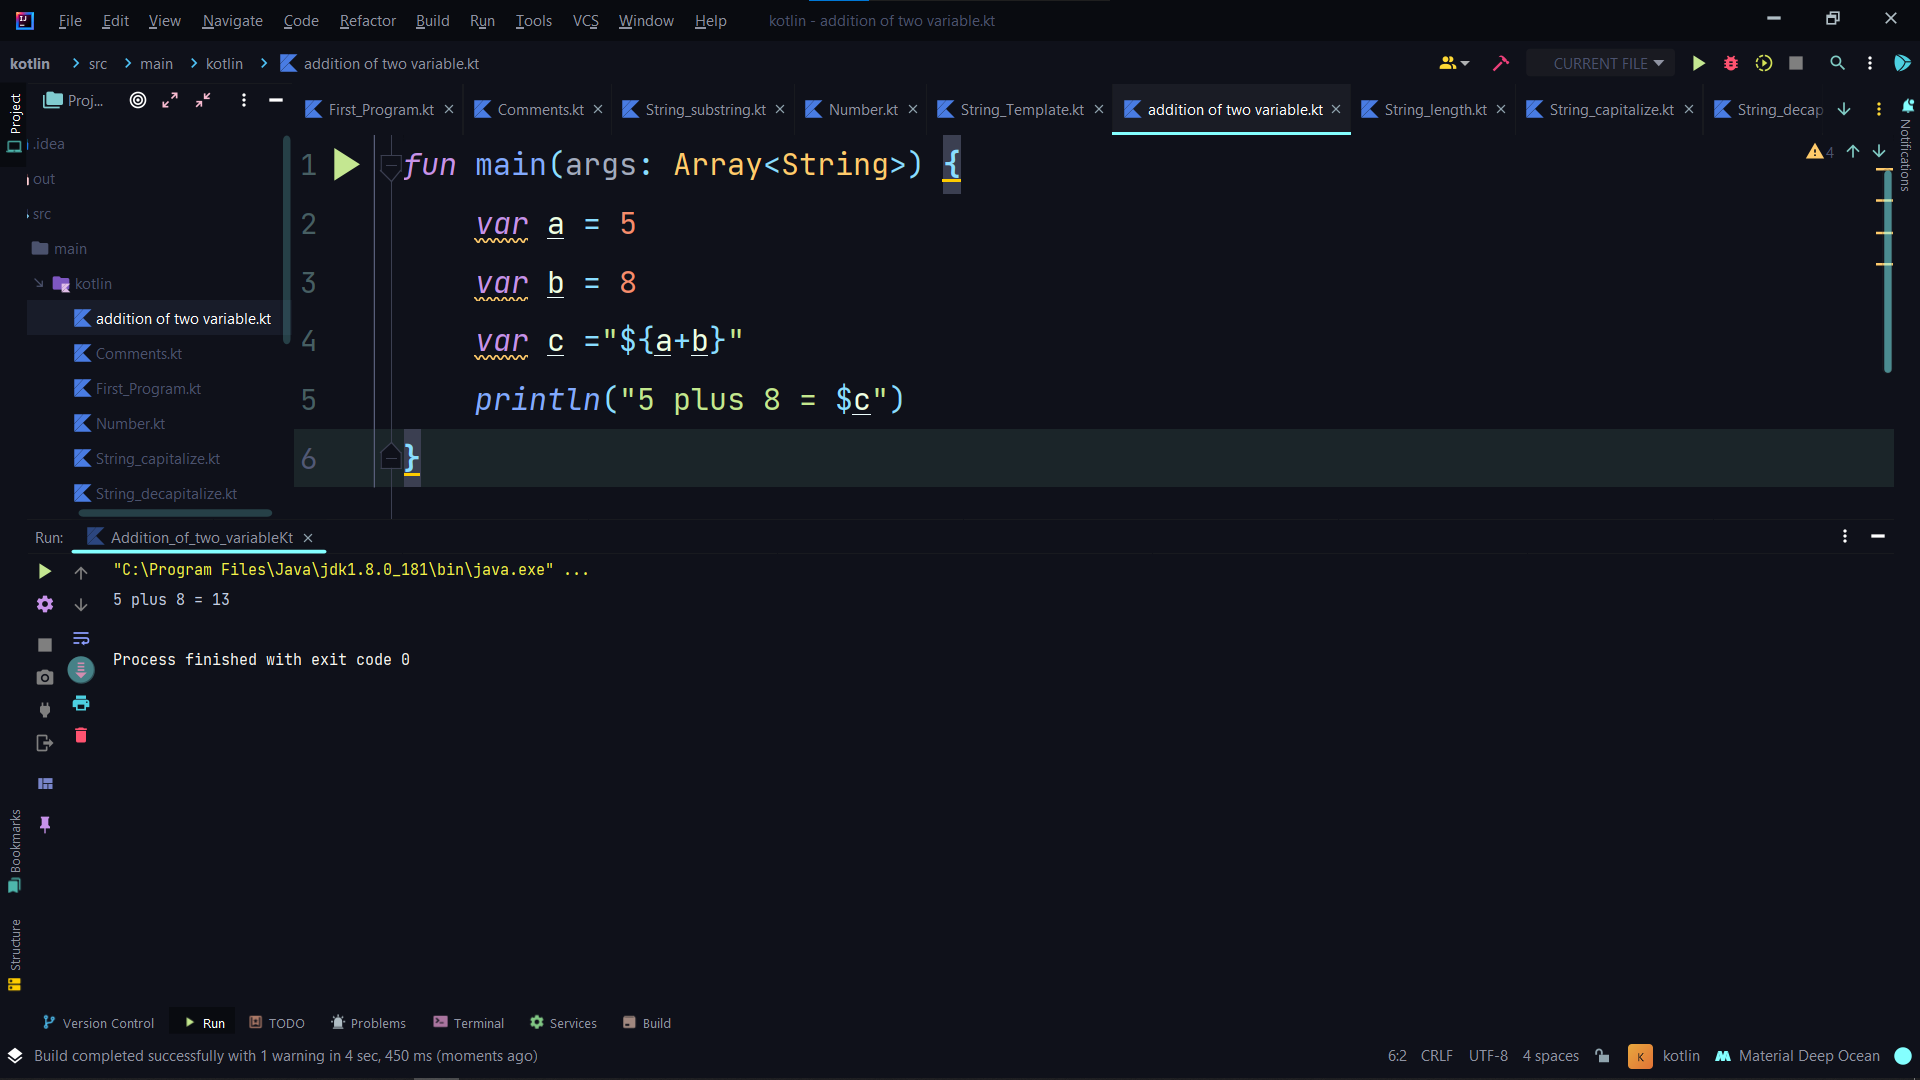 File Edit View Navigate Code Refactor Build Run Tools VCS Window Help kotlin - addition of two variable.kt
kotlin src main kotlin addition of two variable.kt CURRENT FILE
Project
Proj...
First_Program.kt Comments.kt String_substring.kt Number.kt String_Template.kt addition of two variable.kt String_length.kt String_capitalize.kt String_decap
Notifications
4
.idea
out
src
main
kotlin
addition of two variable.kt
Comments.kt
First_Program.kt
Number.kt
String_capitalize.kt
String_decapitalize.kt
1 fun main(args: Array<String>) {
2 var a = 5
3 var b = 8
4 var c ="${a+b}"
5 println("5 plus 8 = $c")
6 }
Run: Addition_of_two_variableKt
"C:\Program Files\Java\jdk1.8.0_181\bin\java.exe" ...
5 plus 8 = 13
Process finished with exit code 0
Bookmarks
Structure
Version Control Run TODO Problems Terminal Services Build
Build completed successfully with 1 warning in 4 sec, 450 ms (moments ago) 6:2 CRLF UTF-8 4 spaces K kotlin Material Deep Ocean